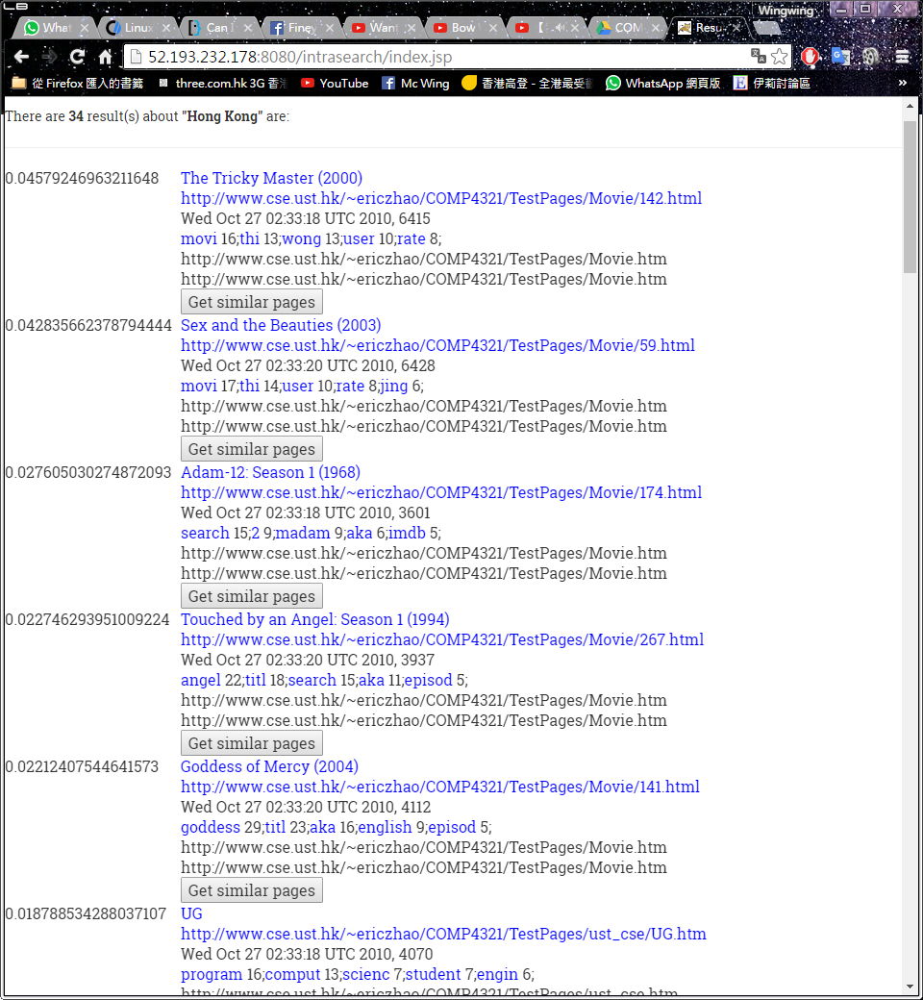 Wingwing
What
Linux
Can I
Finey
Want
Bow
COM
Resu
52.193.232.178:8080/intrasearch/index.jsp
從 Firefox 匯入的書籤
three.com.hk 3G 香
YouTube
Mc Wing
香港高登 - 全港最受
WhatsApp 網頁版
伊莉討論區
»
There are 34 result(s) about "Hong Kong" are:
0.04579246963211648 The Tricky Master (2000)
http://www.cse.ust.hk/~ericzhao/COMP4321/TestPages/Movie/142.html
Wed Oct 27 02:33:18 UTC 2010, 6415
movi 16;thi 13;wong 13;user 10;rate 8;
http://www.cse.ust.hk/~ericzhao/COMP4321/TestPages/Movie.htm
http://www.cse.ust.hk/~ericzhao/COMP4321/TestPages/Movie.htm
Get similar pages
0.042835662378794444 Sex and the Beauties (2003)
http://www.cse.ust.hk/~ericzhao/COMP4321/TestPages/Movie/59.html
Wed Oct 27 02:33:20 UTC 2010, 6428
movi 17;thi 14;user 10;rate 8;jing 6;
http://www.cse.ust.hk/~ericzhao/COMP4321/TestPages/Movie.htm
http://www.cse.ust.hk/~ericzhao/COMP4321/TestPages/Movie.htm
Get similar pages
0.027605030274872093 Adam-12: Season 1 (1968)
http://www.cse.ust.hk/~ericzhao/COMP4321/TestPages/Movie/174.html
Wed Oct 27 02:33:18 UTC 2010, 3601
search 15;2 9;madam 9;aka 6;imdb 5;
http://www.cse.ust.hk/~ericzhao/COMP4321/TestPages/Movie.htm
http://www.cse.ust.hk/~ericzhao/COMP4321/TestPages/Movie.htm
Get similar pages
0.022746293951009224 Touched by an Angel: Season 1 (1994)
http://www.cse.ust.hk/~ericzhao/COMP4321/TestPages/Movie/267.html
Wed Oct 27 02:33:20 UTC 2010, 3937
angel 22;titl 18;search 15;aka 11;episod 5;
http://www.cse.ust.hk/~ericzhao/COMP4321/TestPages/Movie.htm
http://www.cse.ust.hk/~ericzhao/COMP4321/TestPages/Movie.htm
Get similar pages
0.02212407544641573 Goddess of Mercy (2004)
http://www.cse.ust.hk/~ericzhao/COMP4321/TestPages/Movie/141.html
Wed Oct 27 02:33:20 UTC 2010, 4112
goddess 29;titl 23;aka 16;english 9;episod 5;
http://www.cse.ust.hk/~ericzhao/COMP4321/TestPages/Movie.htm
http://www.cse.ust.hk/~ericzhao/COMP4321/TestPages/Movie.htm
Get similar pages
0.018788534288037107 UG
http://www.cse.ust.hk/~ericzhao/COMP4321/TestPages/ust_cse/UG.htm
Wed Oct 27 02:33:18 UTC 2010, 4070
program 16;comput 13;scienc 7;student 7;engin 6;
http://www.cse.ust.hk/~ericzhao/COMP4321/TestPages/ust_cse.htm